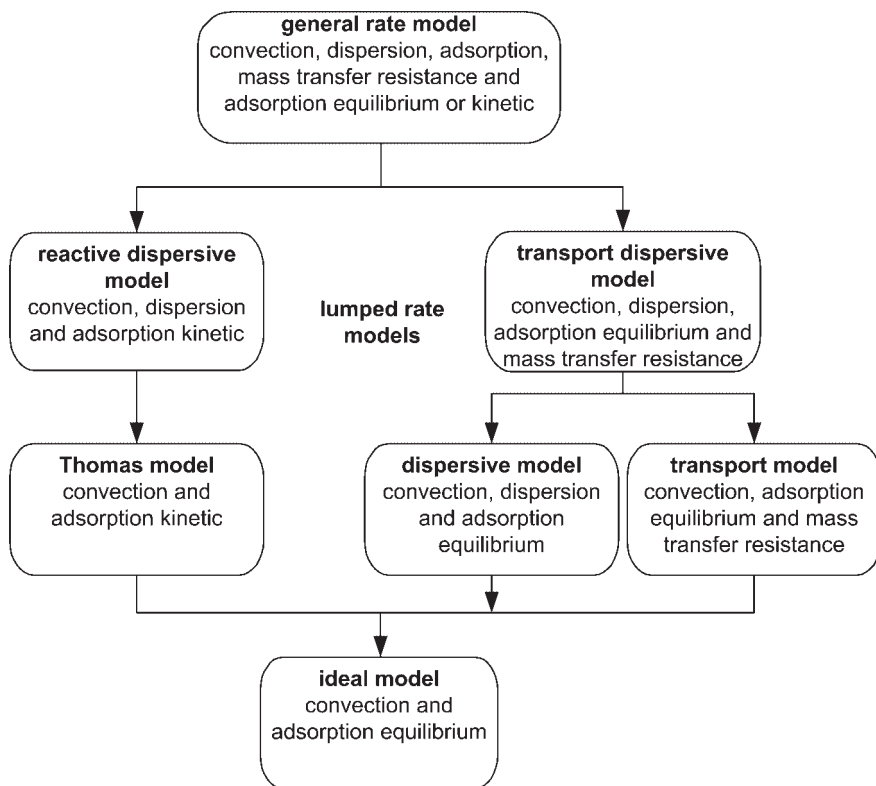 general rate model
convection, dispersion, adsorption,
mass transfer resistance and
adsorption equilibrium or kinetic
reactive dispersive
model
convection, dispersion
and adsorption kinetic
lumped rate
models
transport dispersive
model
convection, dispersion,
adsorption equilibrium and
mass transfer resistance
Thomas model
convection and
adsorption kinetic
dispersive model
convection, dispersion
and adsorption
equilibrium
transport model
convection, adsorption
equilibrium and mass
transfer resistance
ideal model
convection and
adsorption equilibrium